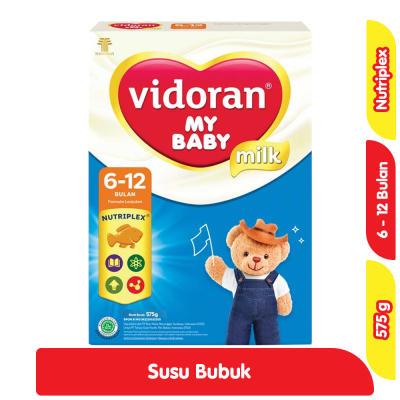 vidoran®
MY
BABY
milk
6-12
BULAN
Formula Lanjutan
NUTRIPLEX®
575g
Susu Bubuk
Nutriplex
6 - 12 Bulan
575 g